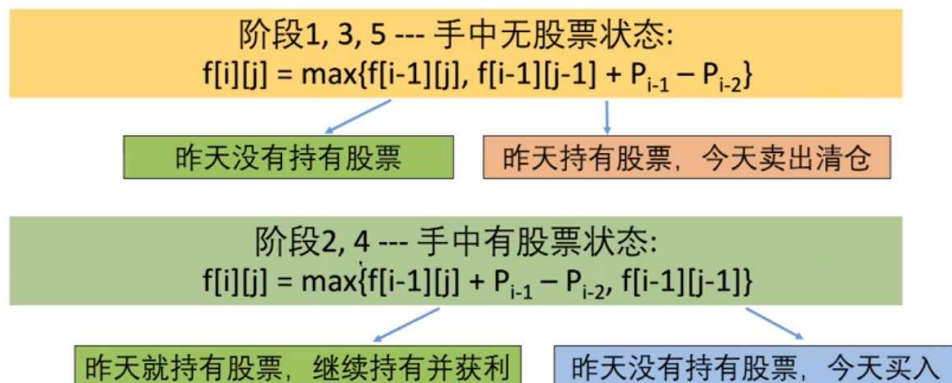 阶段1, 3, 5 --- 手中无股票状态:
f[i][j] = max{f[i-1][j], f[i-1][j-1] + Pi-1 – Pi-2}
昨天没有持有股票
昨天持有股票，今天卖出清仓
阶段2, 4 --- 手中有股票状态:
f[i][j] = max{f[i-1][j] + Pi-1 – Pi-2, f[i-1][j-1]}
昨天就持有股票，继续持有并获利
昨天没有持有股票，今天买入